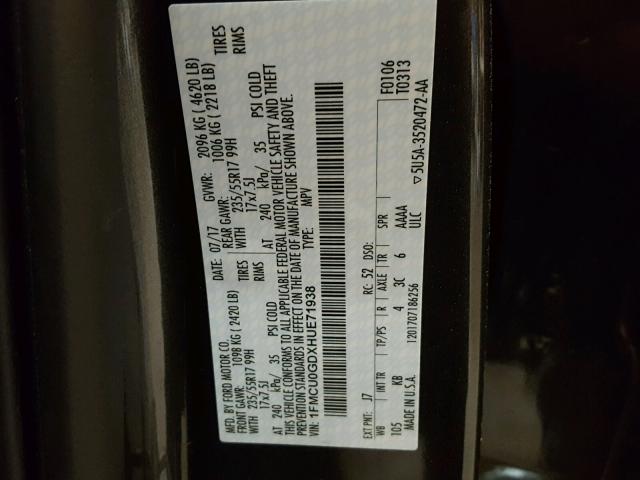 MFD. BY FORD MOTOR CO.
DATE: 07/17 GVWR: 2096 KG ( 4620 LB)
FRONT GAWR: 1098 KG ( 2420 LB) REAR GAWR: 1006 KG ( 2218 LB)
WITH 235/55R17 99H TIRES WITH 235/55R17 99H TIRES
17x7.5J RIMS 17x7.5J RIMS
AT 240 kPa/ 35 PSI COLD AT 240 kPa/ 35 PSI COLD
THIS VEHICLE CONFORMS TO ALL APPLICABLE FEDERAL MOTOR VEHICLE SAFETY AND THEFT
PREVENTION STANDARDS IN EFFECT ON THE DATE OF MANUFACTURE SHOWN ABOVE.
VIN: 1FMCU0GDXHUE71938 TYPE: MPV
F0106
T0313
EXT PNT: J7 RC: 52 DSO:
WB INT TR TP/PS R AXLE TR SPR
105 KB 4 3C 6 AAAA
ULC
MADE IN U.S.A. 1201707186256
▽5U5A-3520472-AA